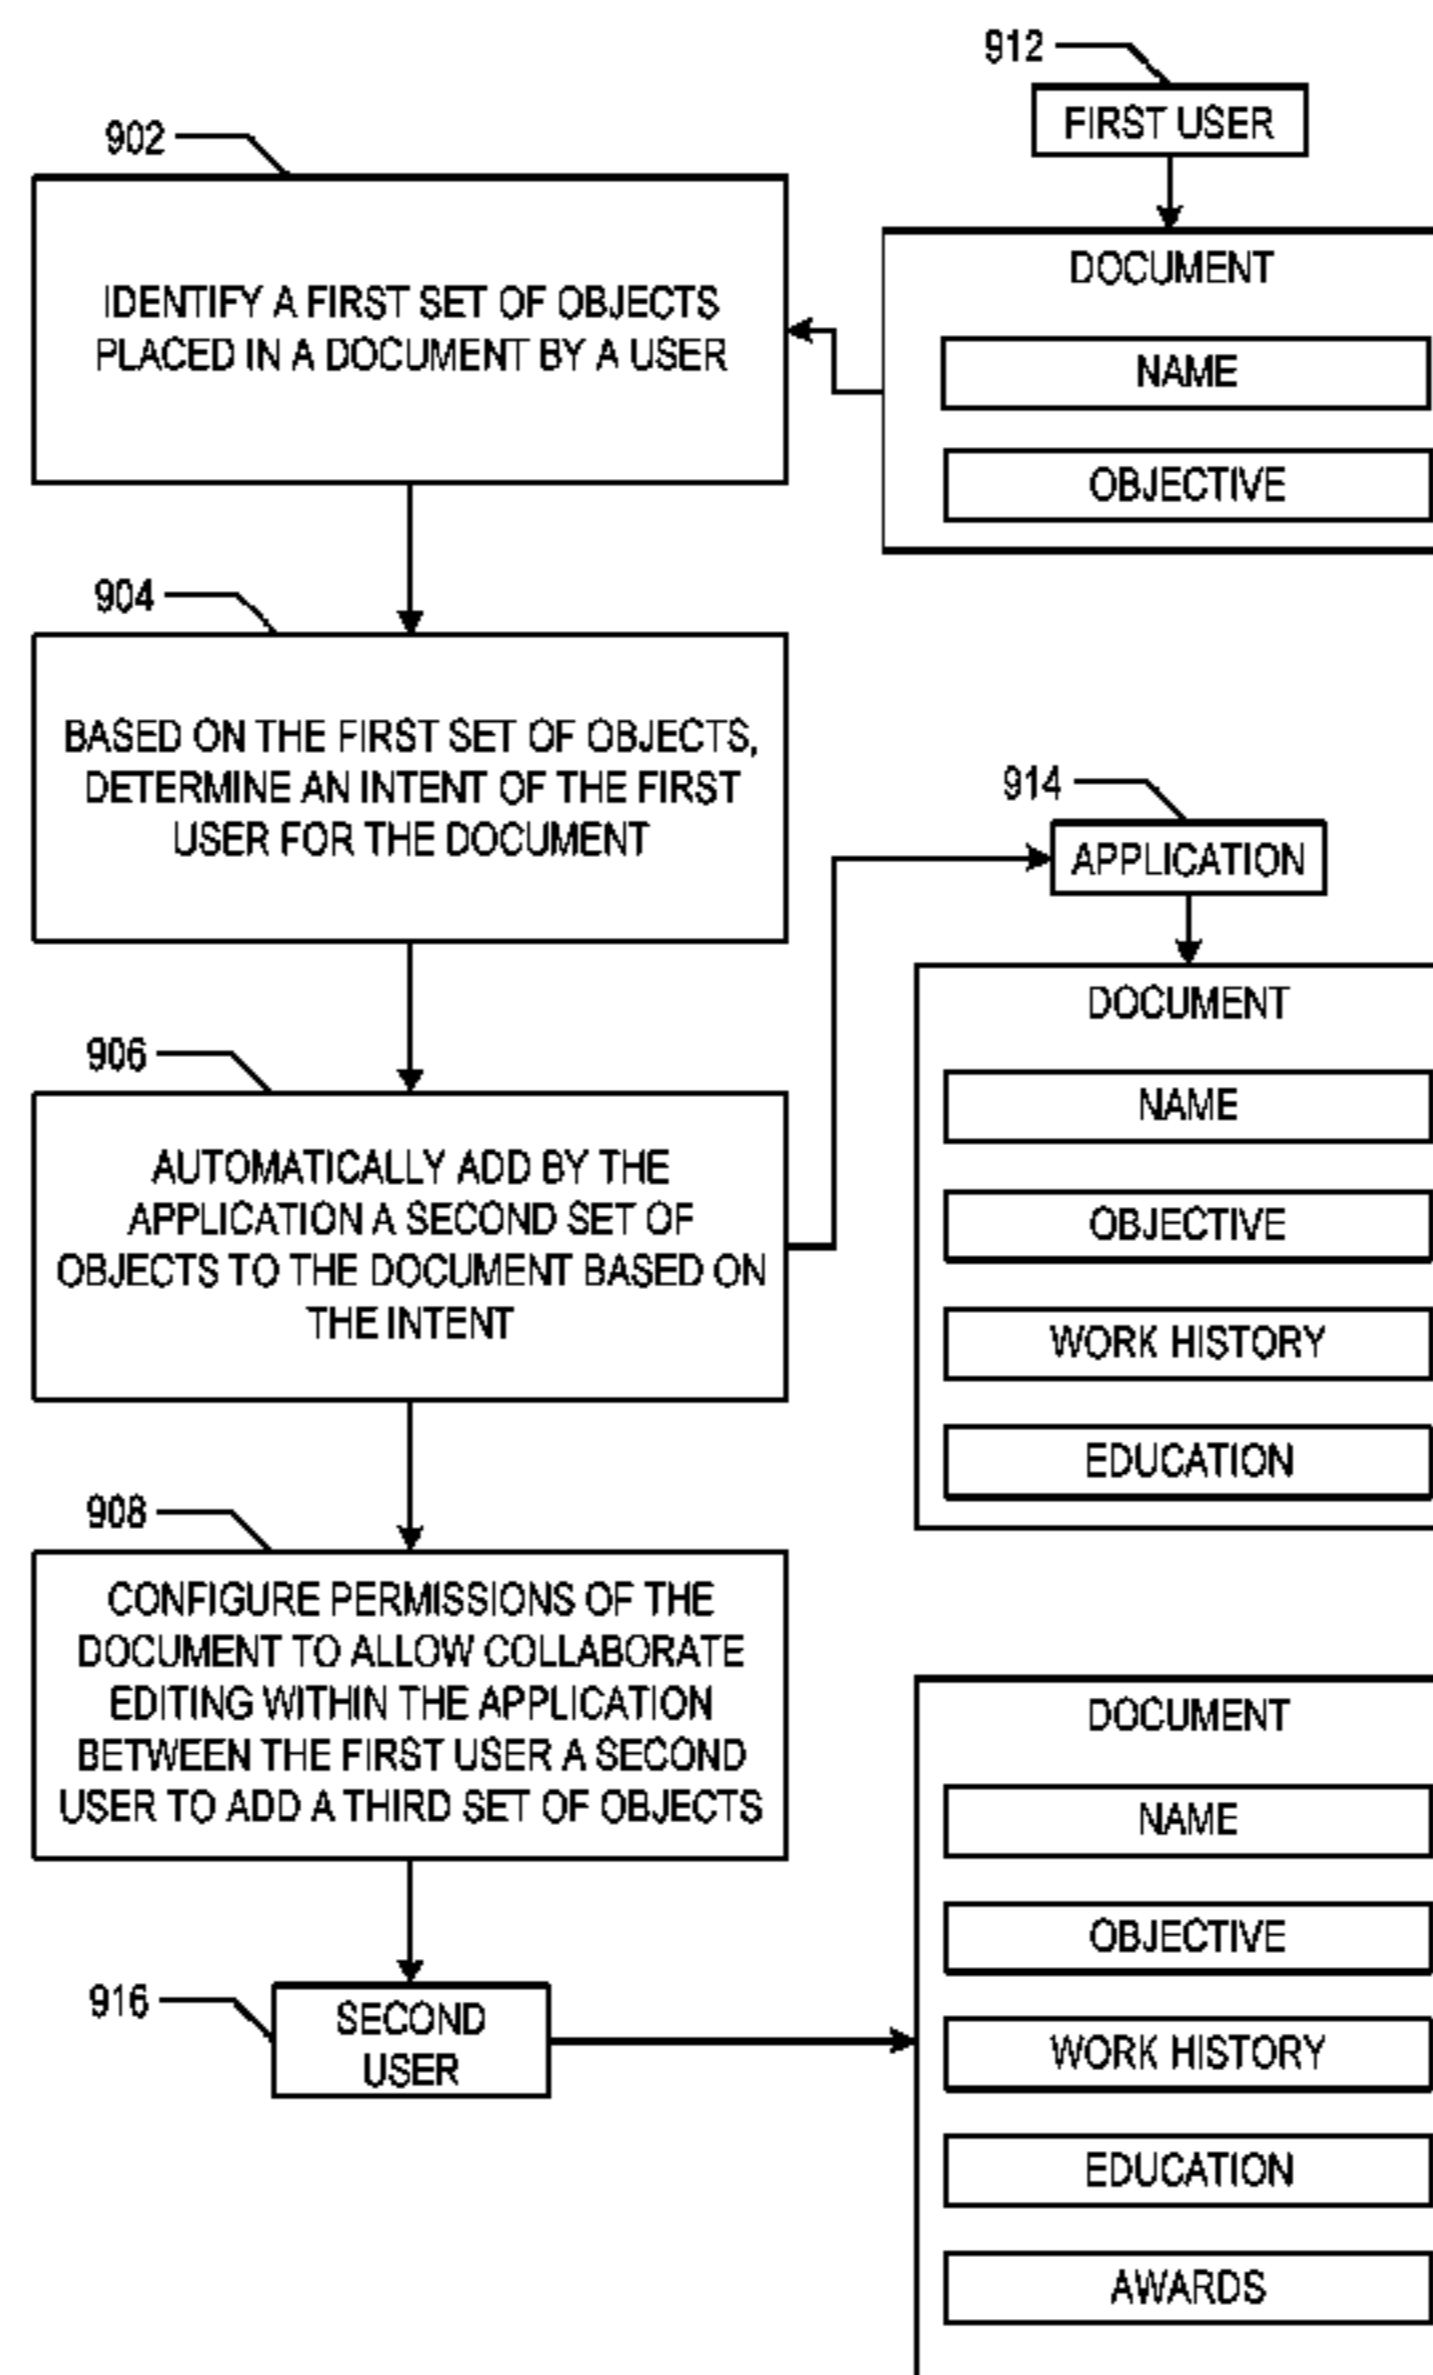 912
FIRST USER
902
DOCUMENT
IDENTIFY A FIRST SET OF OBJECTS
PLACED IN A DOCUMENT BY A USER
NAME
OBJECTIVE
904
BASED ON THE FIRST SET OF OBJECTS,
DETERMINE AN INTENT OF THE FIRST
USER FOR THE DOCUMENT
914
APPLICATION
DOCUMENT
NAME
OBJECTIVE
WORK HISTORY
EDUCATION
906
AUTOMATICALLY ADD BY THE
APPLICATION A SECOND SET OF
OBJECTS TO THE DOCUMENT BASED ON
THE INTENT
908
CONFIGURE PERMISSIONS OF THE
DOCUMENT TO ALLOW COLLABORATE
EDITING WITHIN THE APPLICATION
BETWEEN THE FIRST USER A SECOND
USER TO ADD A THIRD SET OF OBJECTS
916
SECOND
USER
DOCUMENT
NAME
OBJECTIVE
WORK HISTORY
EDUCATION
AWARDS